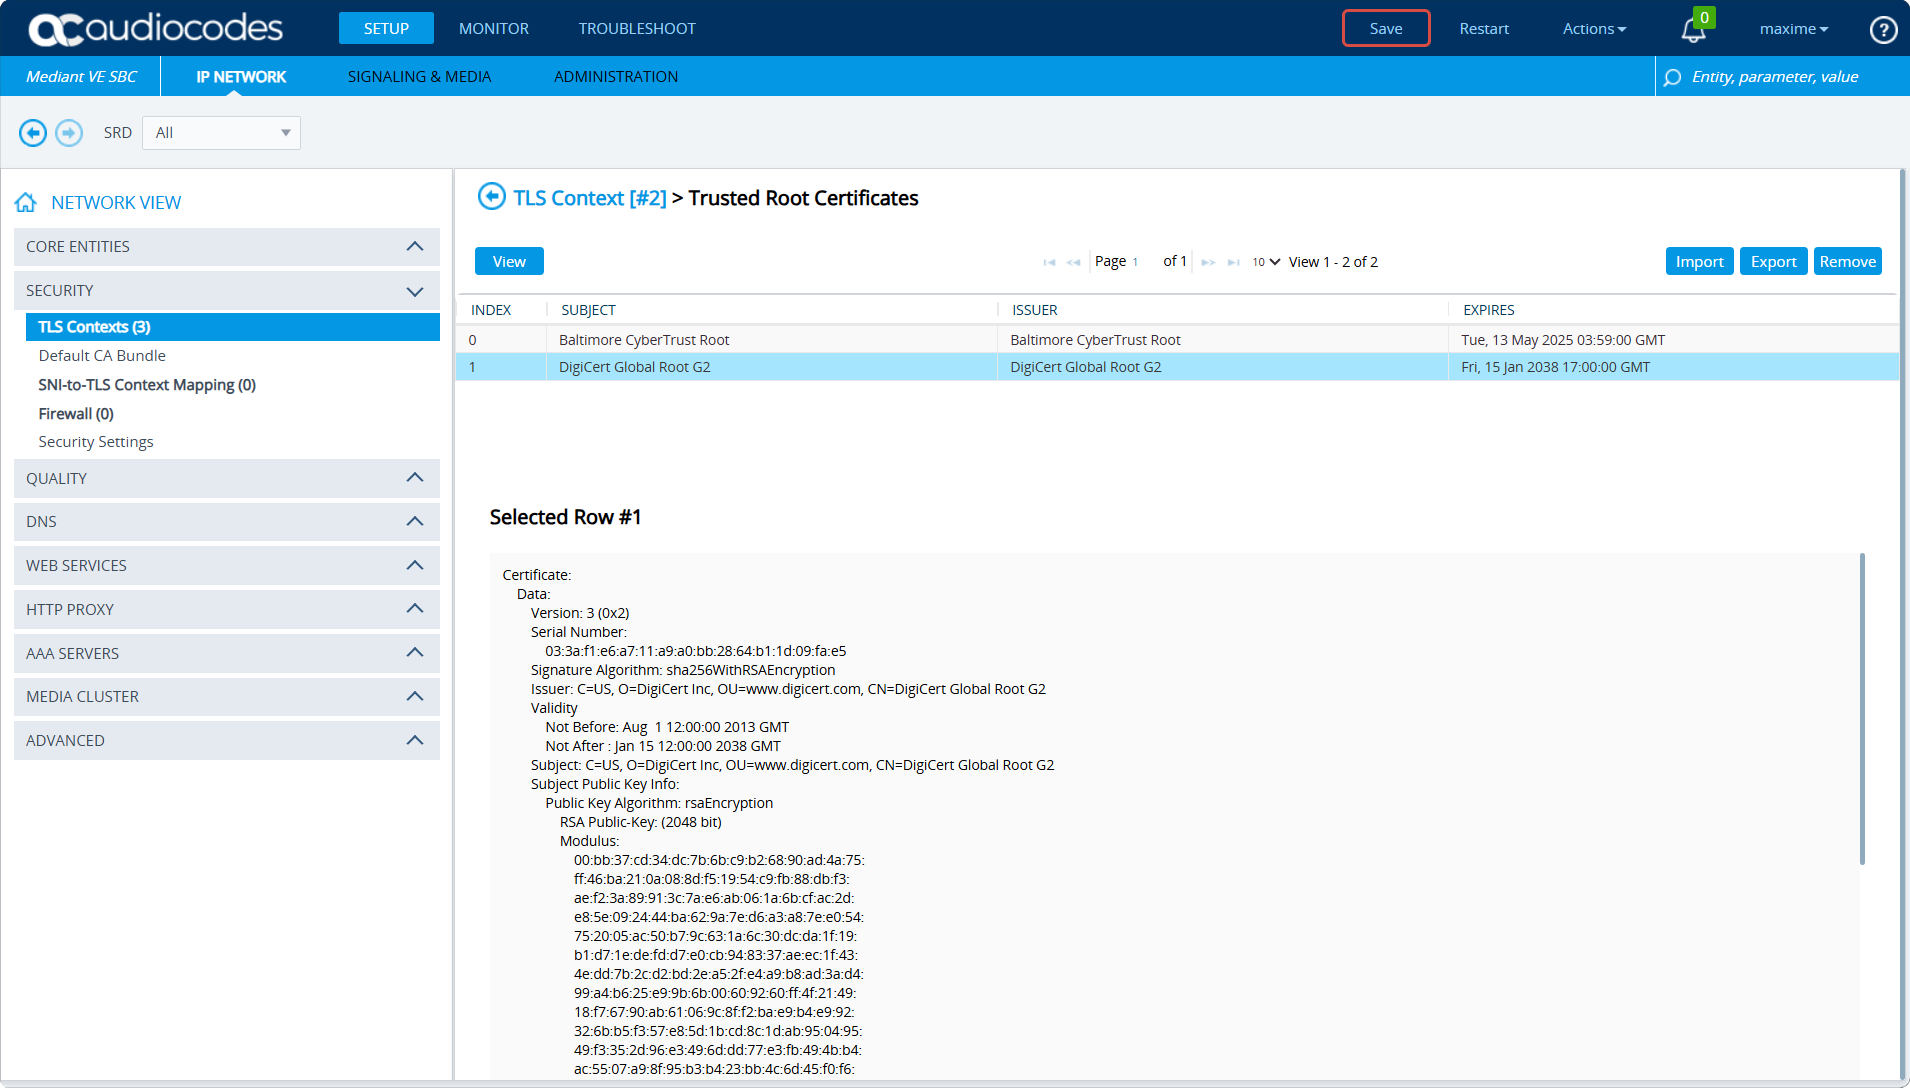 audiocodes
SETUP
MONITOR
TROUBLESHOOT
Save
Restart
Actions
0
maxime
Mediant VE SBC
IP NETWORK
SIGNALING & MEDIA
ADMINISTRATION
Entity, parameter, value
SRD
All
NETWORK VIEW
CORE ENTITIES
SECURITY
TLS Contexts (3)
Default CA Bundle
SNI-to-TLS Context Mapping (0)
Firewall (0)
Security Settings
QUALITY
DNS
WEB SERVICES
HTTP PROXY
AAA SERVERS
MEDIA CLUSTER
ADVANCED
TLS Context [#2] > Trusted Root Certificates
View
Page 1 of 1
10
View 1 - 2 of 2
Import
Export
Remove
INDEX SUBJECT ISSUER EXPIRES
0 Baltimore CyberTrust Root Baltimore CyberTrust Root Tue, 13 May 2025 03:59:00 GMT
1 DigiCert Global Root G2 DigiCert Global Root G2 Fri, 15 Jan 2038 17:00:00 GMT
Selected Row #1
Certificate:
Data:
Version: 3 (0x2)
Serial Number:
03:3a:f1:e6:a7:11:a9:a0:bb:28:64:b1:1d:09:fa:e5
Signature Algorithm: sha256WithRSAEncryption
Issuer: C=US, O=DigiCert Inc, OU=www.digicert.com, CN=DigiCert Global Root G2
Validity
Not Before: Aug  1 12:00:00 2013 GMT
Not After : Jan 15 12:00:00 2038 GMT
Subject: C=US, O=DigiCert Inc, OU=www.digicert.com, CN=DigiCert Global Root G2
Subject Public Key Info:
Public Key Algorithm: rsaEncryption
RSA Public-Key: (2048 bit)
Modulus:
00:bb:37:cd:34:dc:7b:6b:c9:b2:68:90:ad:4a:75:
ff:46:ba:21:0a:08:8d:f5:19:54:c9:fb:88:db:f3:
ae:f2:3a:89:91:3c:7a:e6:ab:06:1a:6b:cf:ac:2d:
e8:5e:09:24:44:ba:62:9a:7e:d6:a3:a8:7e:e0:54:
75:20:05:ac:50:b7:9c:63:1a:6c:30:dc:da:1f:19:
b1:d7:1e:de:fd:d7:e0:cb:94:83:37:ae:ec:1f:43:
4e:dd:7b:2c:d2:bd:2e:a5:2f:e4:a9:b8:ad:3a:d4:
99:a4:b6:25:e9:9b:6b:00:60:92:60:ff:4f:21:49:
18:f7:67:90:ab:61:06:9c:8f:f2:ba:e9:b4:e9:92:
32:6b:b5:f3:57:e8:5d:1b:cd:8c:1d:ab:95:04:95:
49:f3:35:2d:96:e3:49:6d:dd:77:e3:fb:49:4b:b4:
ac:55:07:a9:8f:95:b3:b4:23:bb:4c:6d:45:f0:f6: